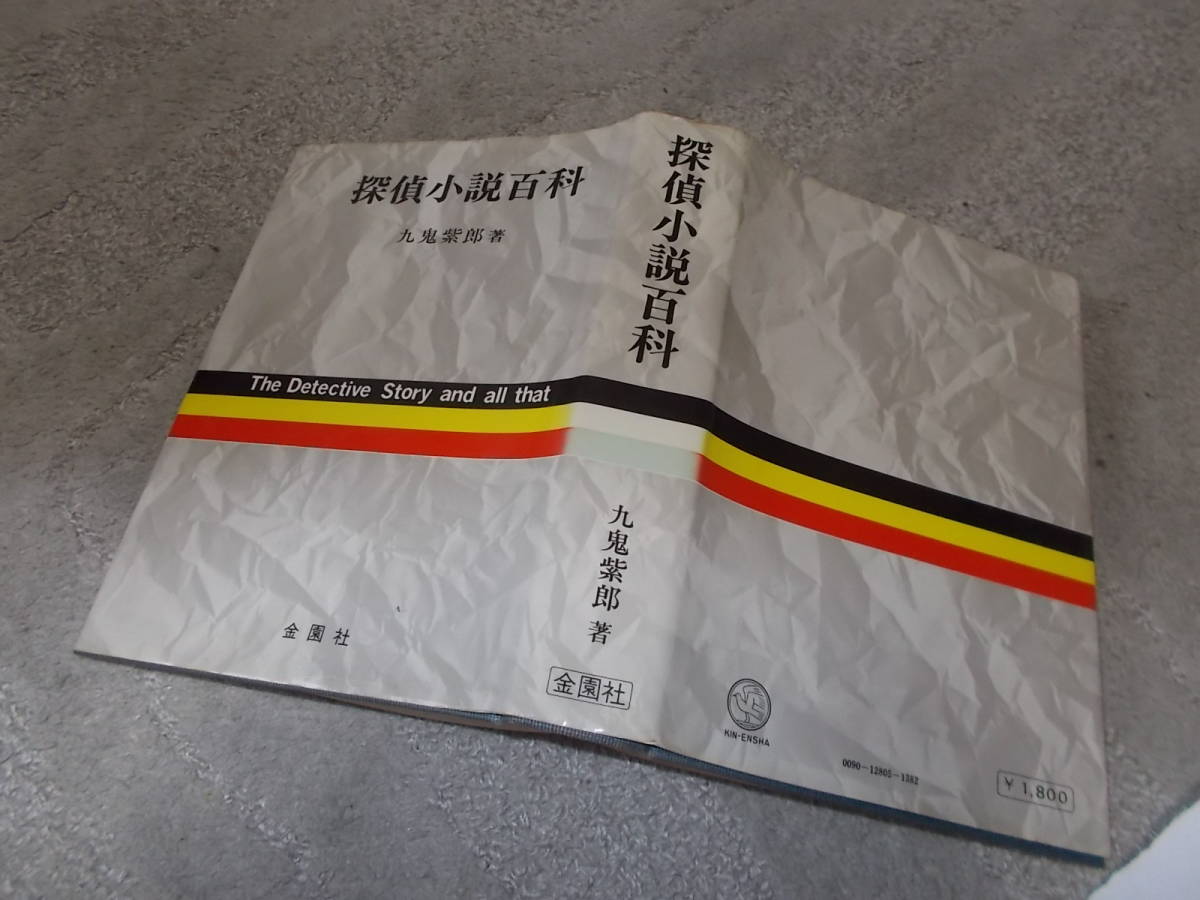 探偵小説百科
九鬼紫郎著
The Detective Story and all that
金園社
探偵小説百科
九鬼紫郎 著
金園社
KIN-ENSHA
0090-12805-1382
¥1,800